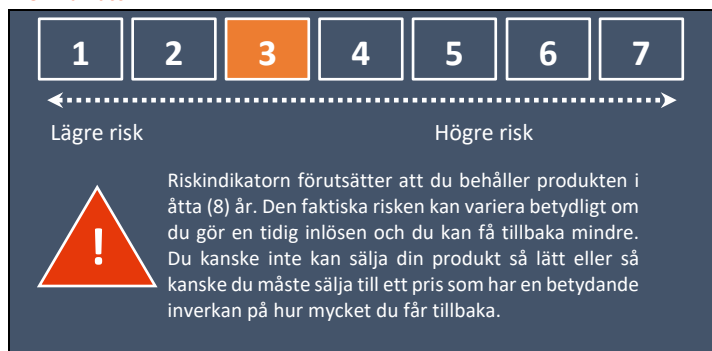 1 2 3 4 5 6 7
Lägre risk Högre risk
Riskindikatorn förutsätter att du behåller produkten i
åtta (8) år. Den faktiska risken kan variera betydligt om
du gör en tidig inlösen och du kan få tillbaka mindre.
Du kanske inte kan sälja din produkt så lätt eller så
kanske du måste sälja till ett pris som har en betydande
inverkan på hur mycket du får tillbaka.
!